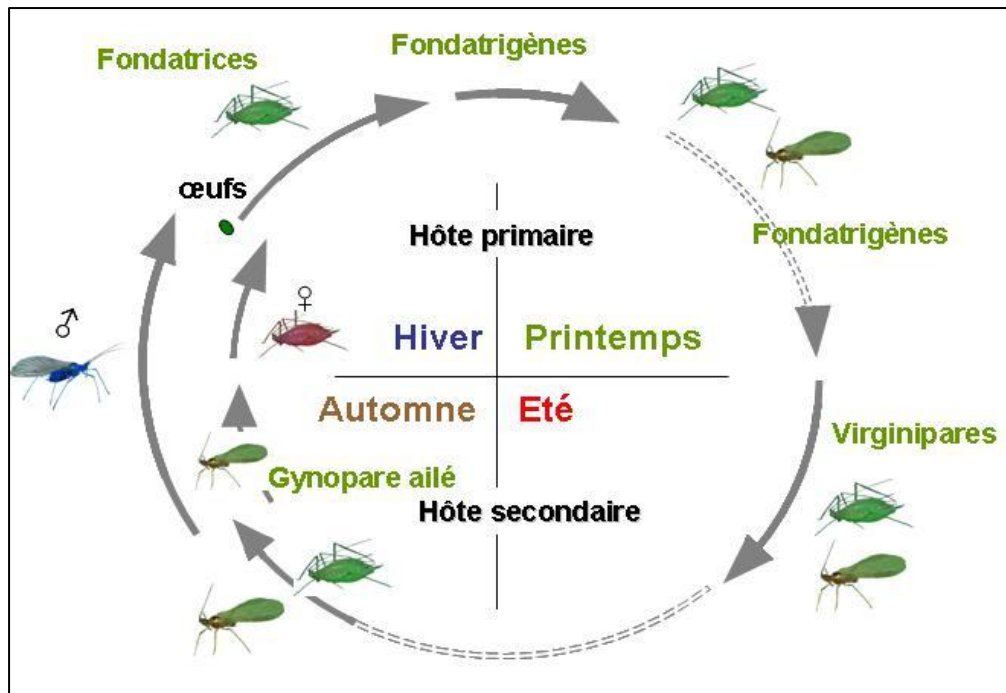 Fondatrigènes
Fondatrices
œufs
Hôte primaire
Fondatrigènes
♂
♀
Hiver
Printemps
Automne
Eté
Virginipares
Gynopare ailé
Hôte secondaire